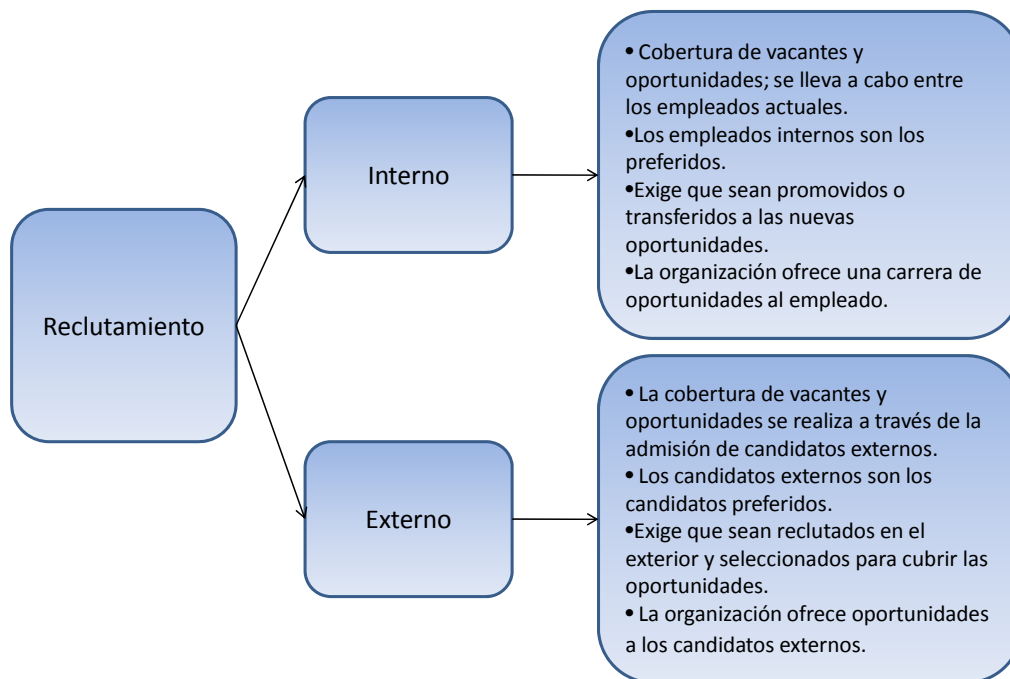 Reclutamiento
Interno
• Cobertura de vacantes y
oportunidades; se lleva a cabo entre
los empleados actuales.
•Los empleados internos son los
preferidos.
•Exige que sean promovidos o
transferidos a las nuevas
oportunidades.
•La organización ofrece una carrera de
oportunidades al empleado.
Externo
• La cobertura de vacantes y
oportunidades se realiza a través de la
admisión de candidatos externos.
• Los candidatos externos son los
candidatos preferidos.
•Exige que sean reclutados en el
exterior y seleccionados para cubrir las
oportunidades.
• La organización ofrece oportunidades
a los candidatos externos.